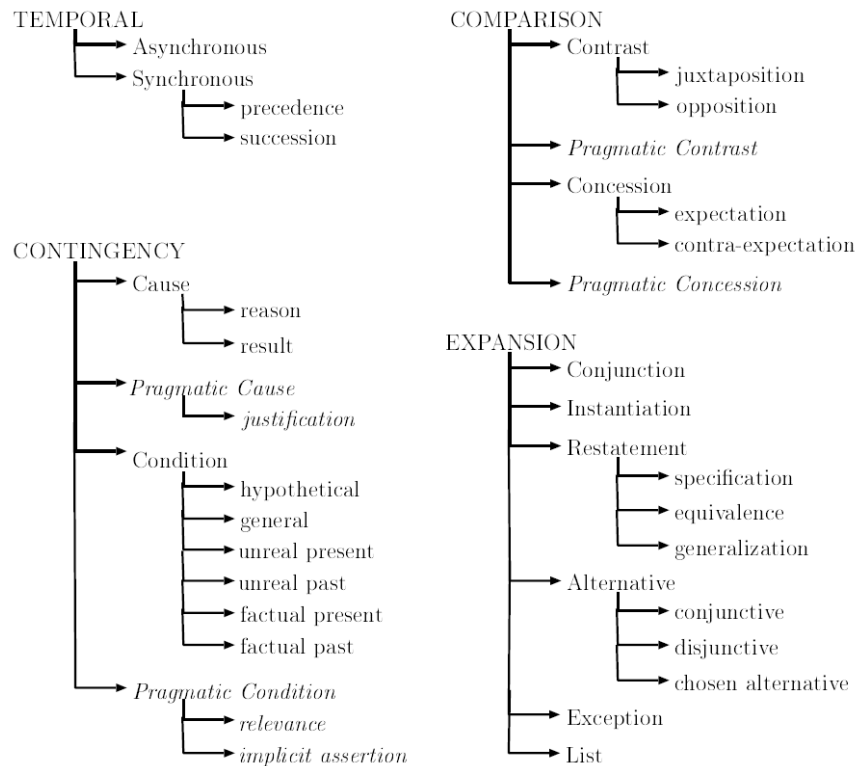 TEMPORAL
Asynchronous
Synchronous
precedence
succession
CONTINGENCY
Cause
reason
result
Pragmatic Cause
justification
Condition
hypothetical
general
unreal present
unreal past
factual present
factual past
Pragmatic Condition
relevance
implicit assertion
COMPARISON
Contrast
juxtaposition
opposition
Pragmatic Contrast
Concession
expectation
contra-expectation
Pragmatic Concession
EXPANSION
Conjunction
Instantiation
Restatement
specification
equivalence
generalization
Alternative
conjunctive
disjunctive
chosen alternative
Exception
List